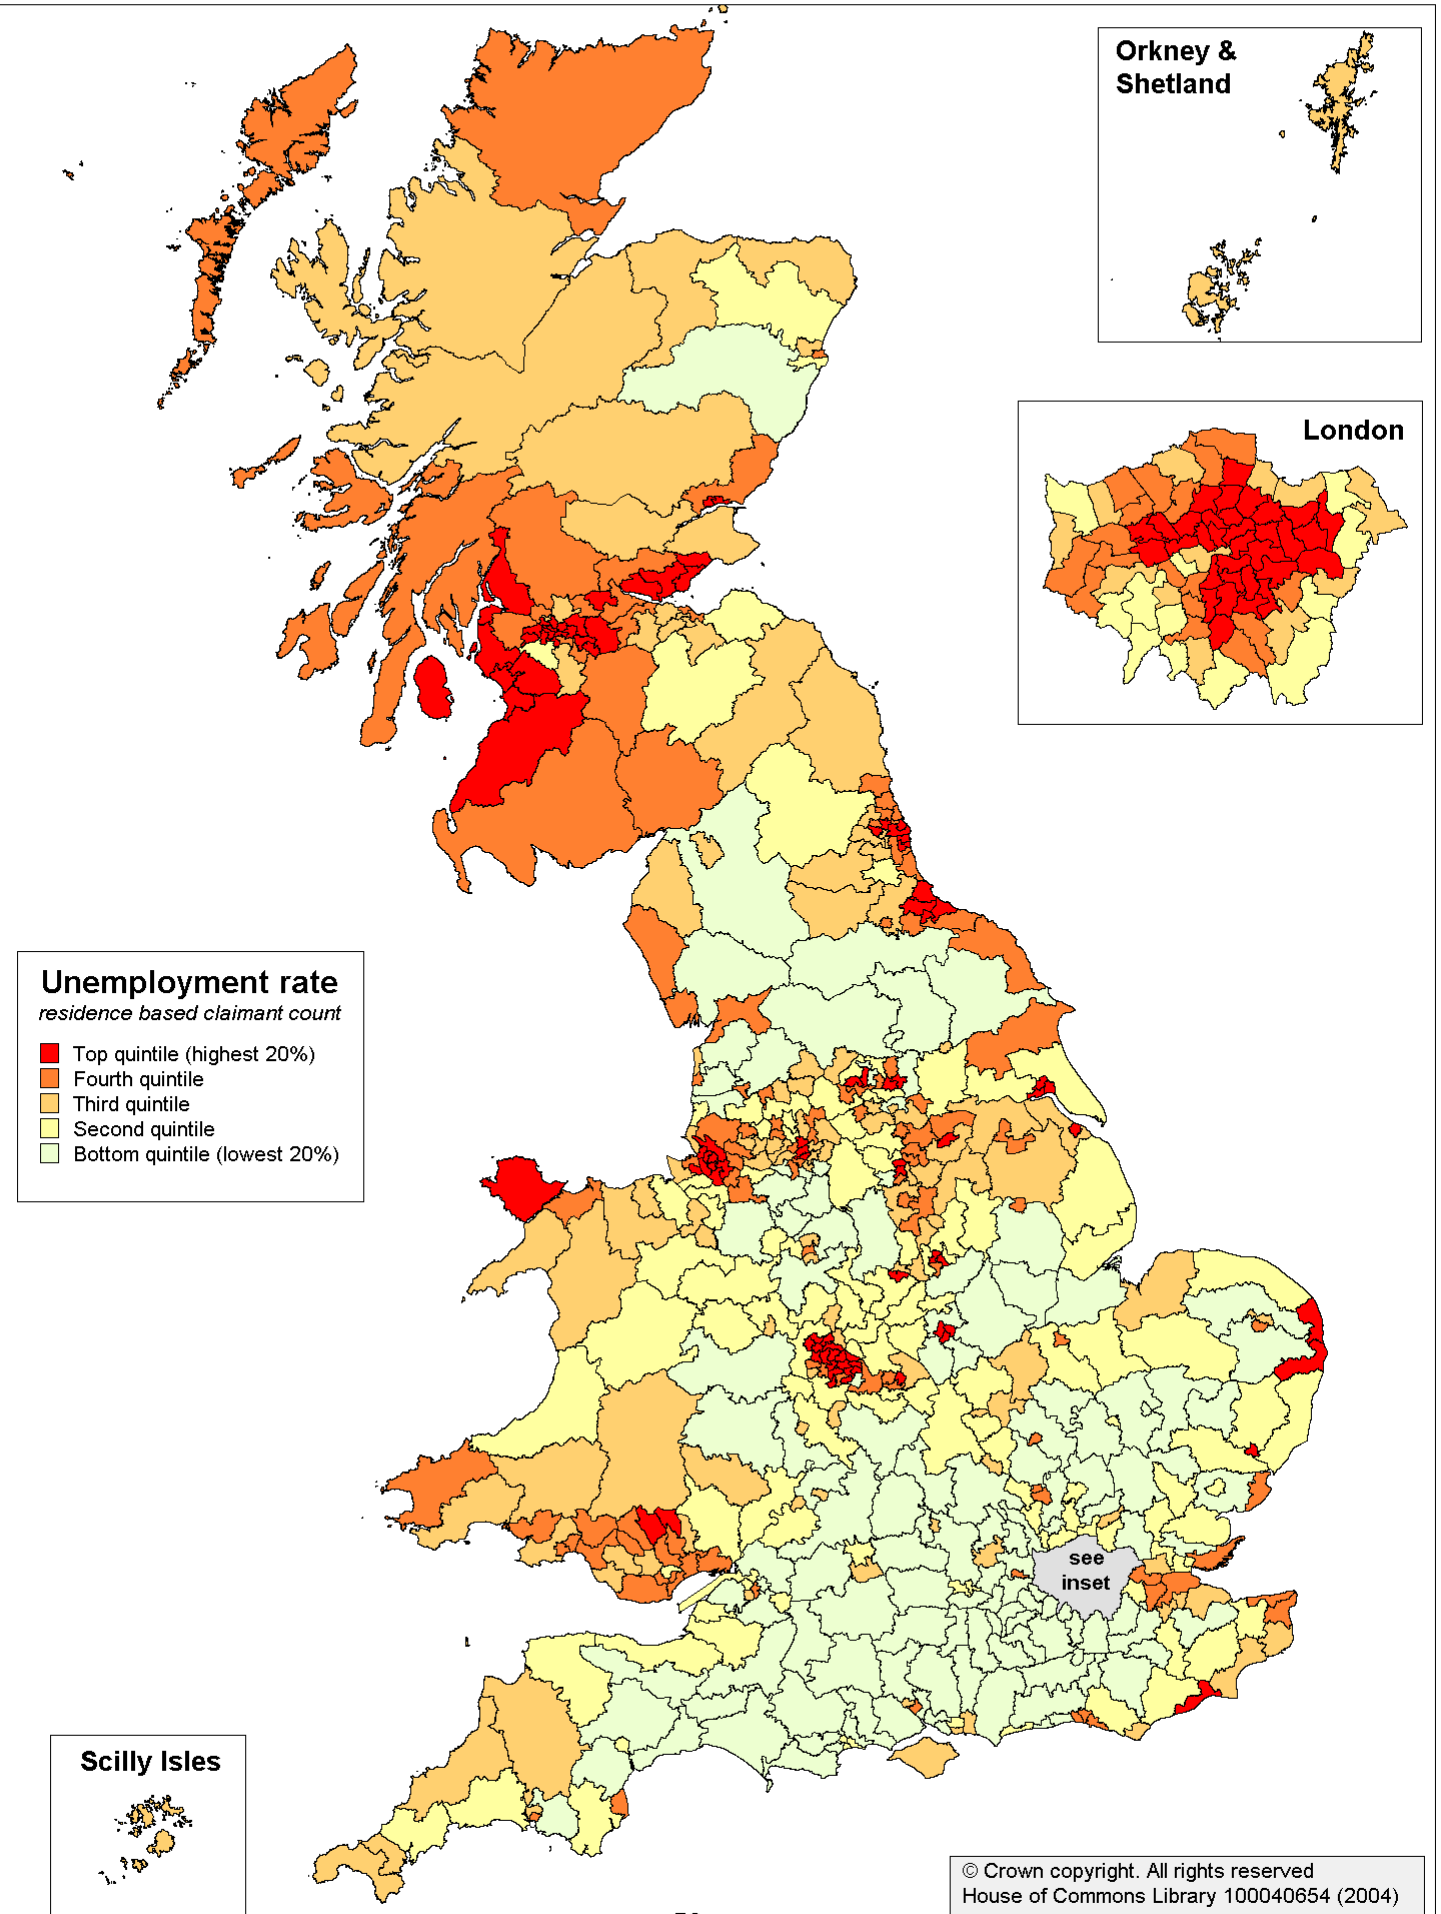 Orkney &
Shetland
London
Unemployment rate
residence based claimant count
Top quintile (highest 20%)
Fourth quintile
Third quintile
Second quintile
Bottom quintile (lowest 20%)
see
inset
Scilly Isles
© Crown copyright. All rights reserved
House of Commons Library 100040654 (2004)